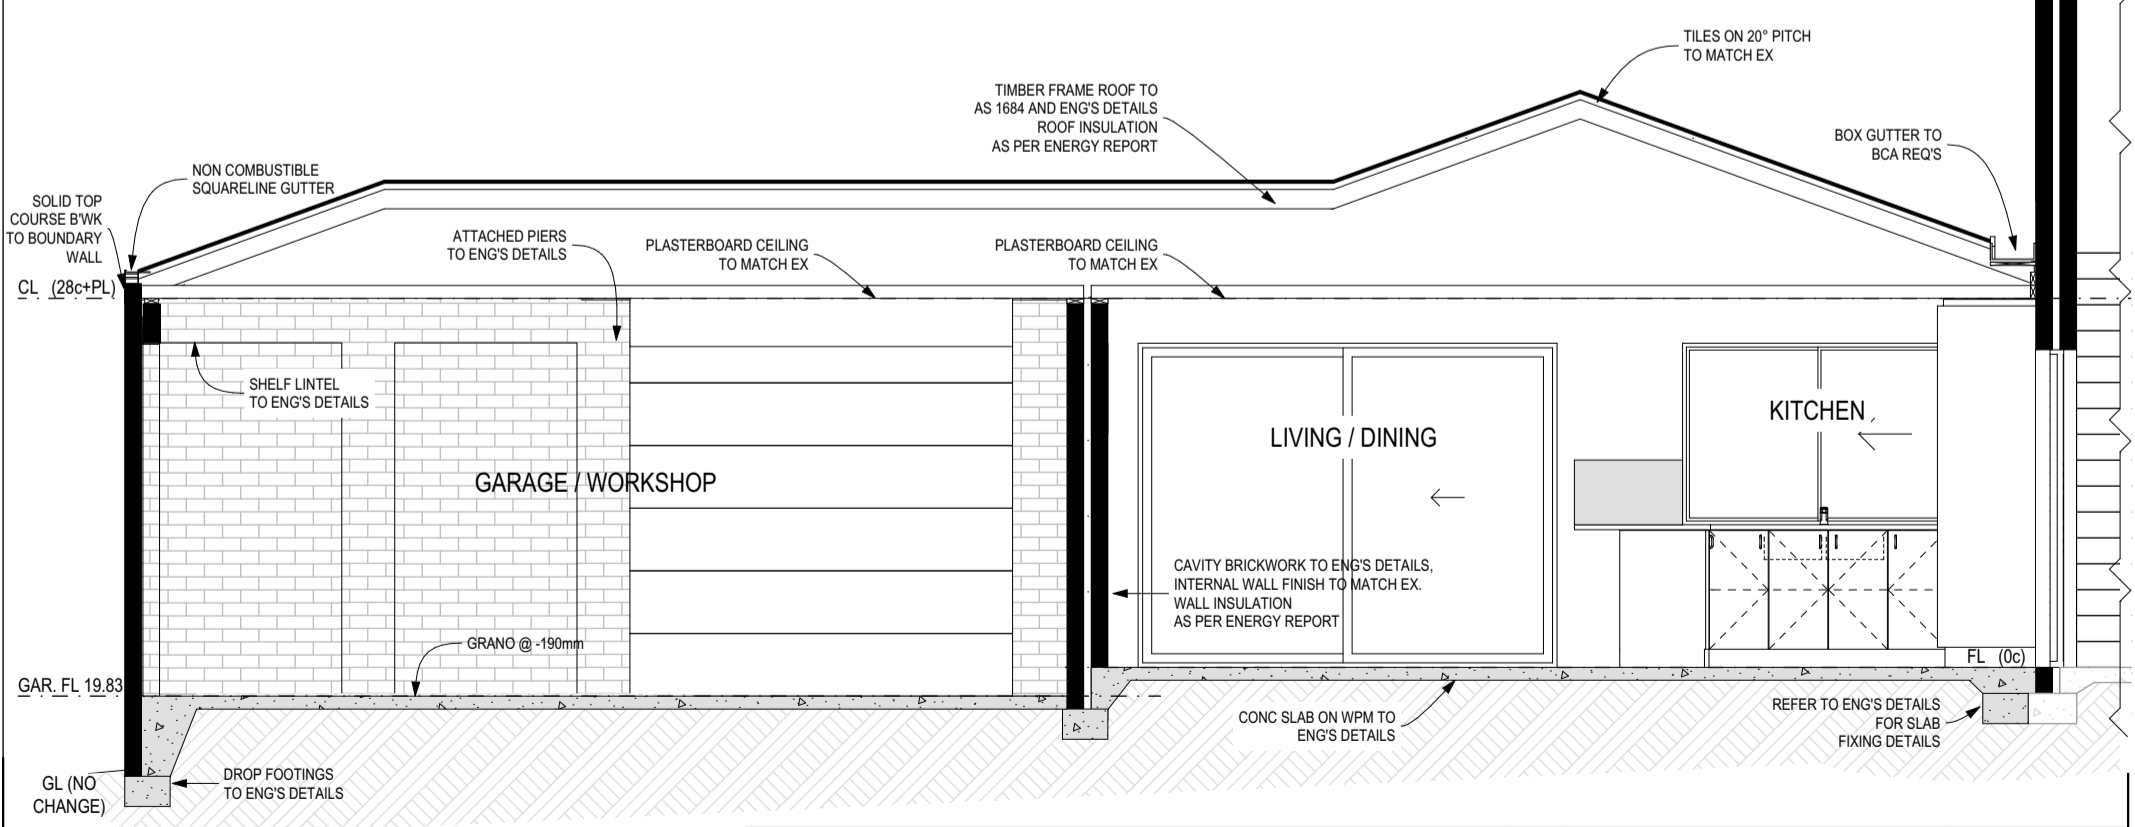 TILES ON 20° PITCH
TO MATCH EX
TIMBER FRAME ROOF TO
AS 1684 AND ENG'S DETAILS
ROOF INSULATION
AS PER ENERGY REPORT
BOX GUTTER TO
BCA REQ'S
NON COMBUSTIBLE
SQUARELINE GUTTER
SOLID TOP
COURSE B'WK
TO BOUNDARY
WALL
ATTACHED PIERS
TO ENG'S DETAILS
PLASTERBOARD CEILING
TO MATCH EX
PLASTERBOARD CEILING
TO MATCH EX
CL (28c+PL)
SHELF LINTEL
TO ENG'S DETAILS
KITCHEN
LIVING / DINING
GARAGE / WORKSHOP
CAVITY BRICKWORK TO ENG'S DETAILS,
INTERNAL WALL FINISH TO MATCH EX.
WALL INSULATION
AS PER ENERGY REPORT
GRANO @ -190mm
FL (0c)
GAR. FL 19.83
CONC SLAB ON WPM TO
ENG'S DETAILS
REFER TO ENG'S DETAILS
FOR SLAB
FIXING DETAILS
GL (NO
CHANGE)
DROP FOOTINGS
TO ENG'S DETAILS